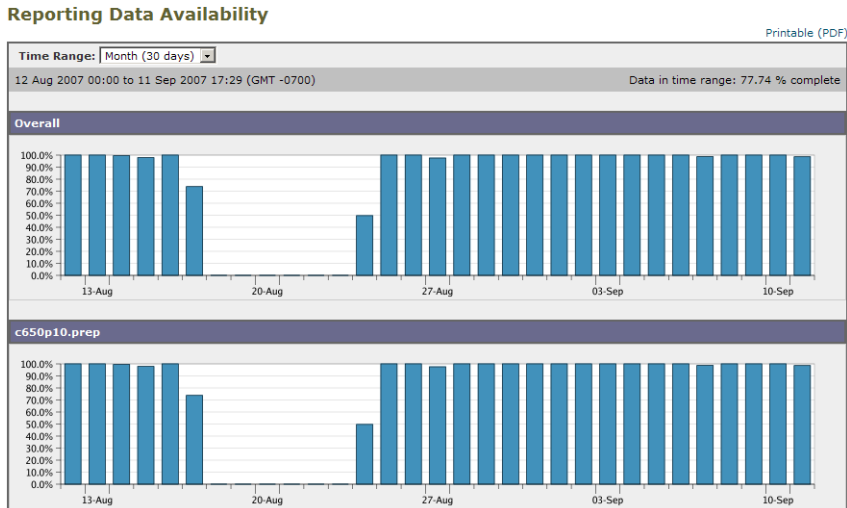 Reporting Data Availability
Printable (PDF)
Time Range: Month (30 days)
12 Aug 2007 00:00 to 11 Sep 2007 17:29 (GMT -0700) Data in time range: 77.74 % complete
Overall
100.0%
90.0%
80.0%
70.0%
60.0%
50.0%
40.0%
30.0%
20.0%
10.0%
0.0%
13-Aug 20-Aug 27-Aug 03-Sep 10-Sep
c650p10.prep
100.0%
90.0%
80.0%
70.0%
60.0%
50.0%
40.0%
30.0%
20.0%
10.0%
0.0%
13-Aug 20-Aug 27-Aug 03-Sep 10-Sep